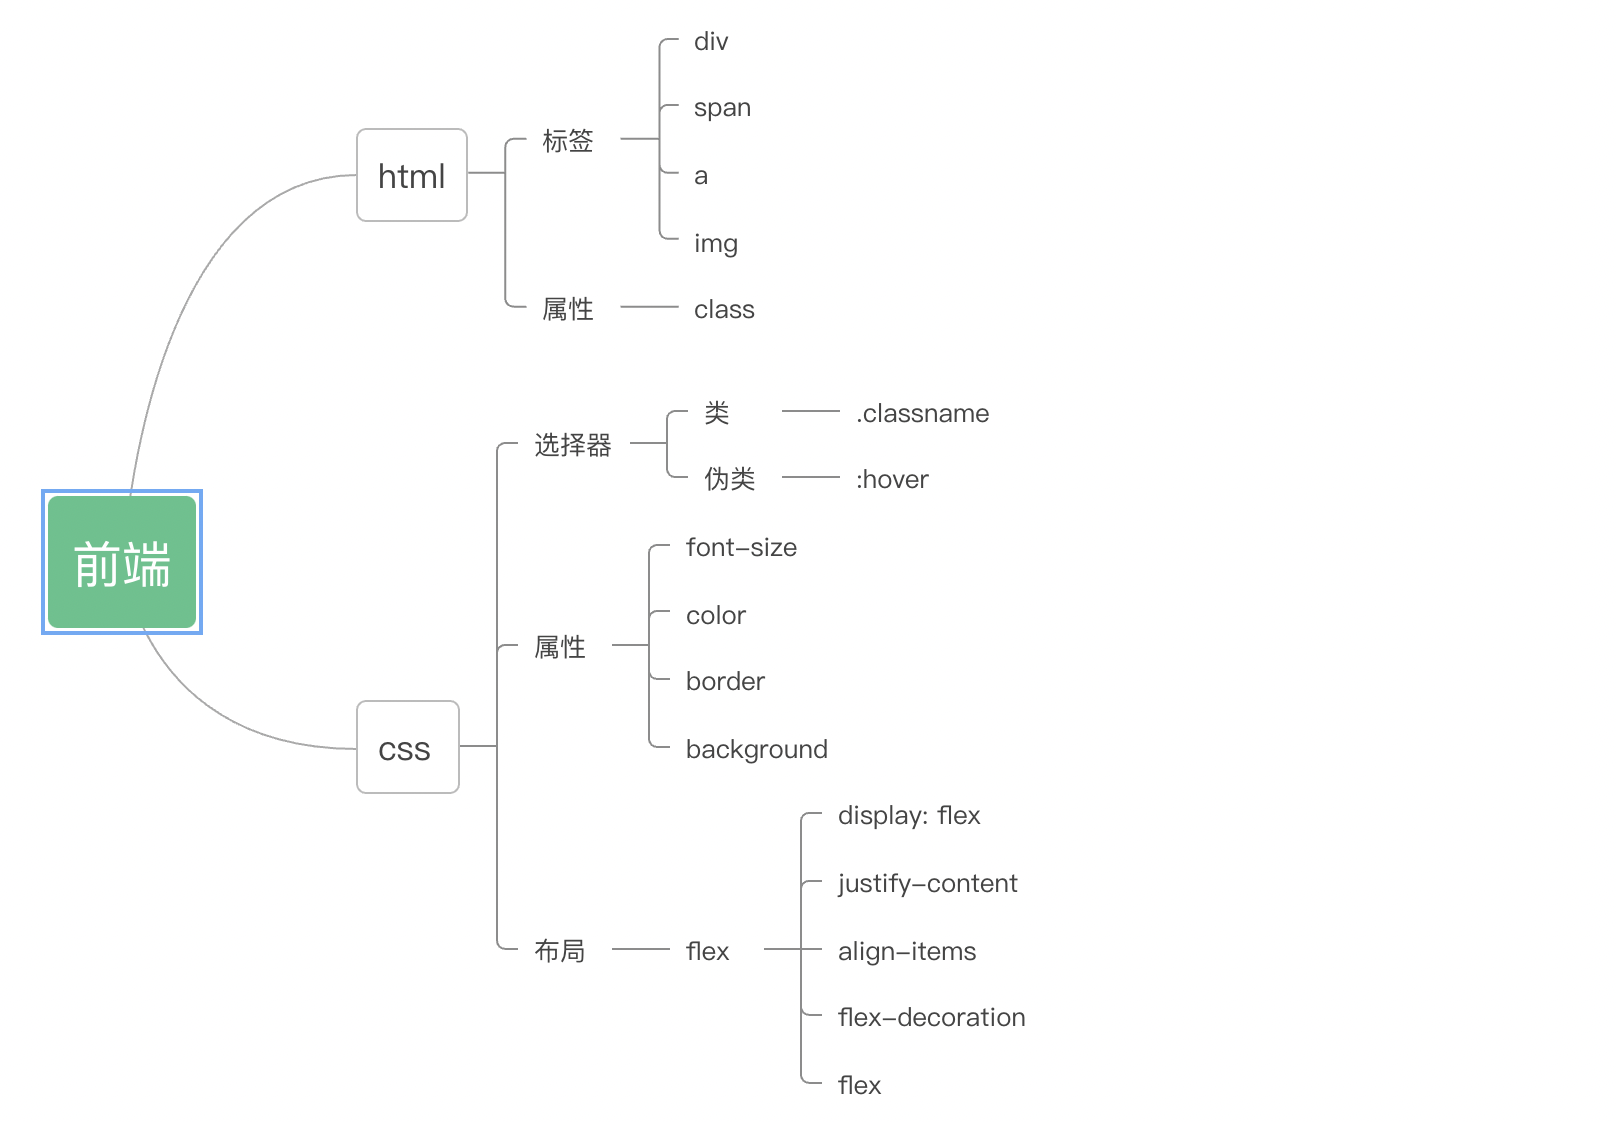 前端
html
标签
div
span
a
img
属性
class
css
选择器
类
.classname
伪类
:hover
属性
font-size
color
border
background
布局
flex
display: flex
justify-content
align-items
flex-decoration
flex